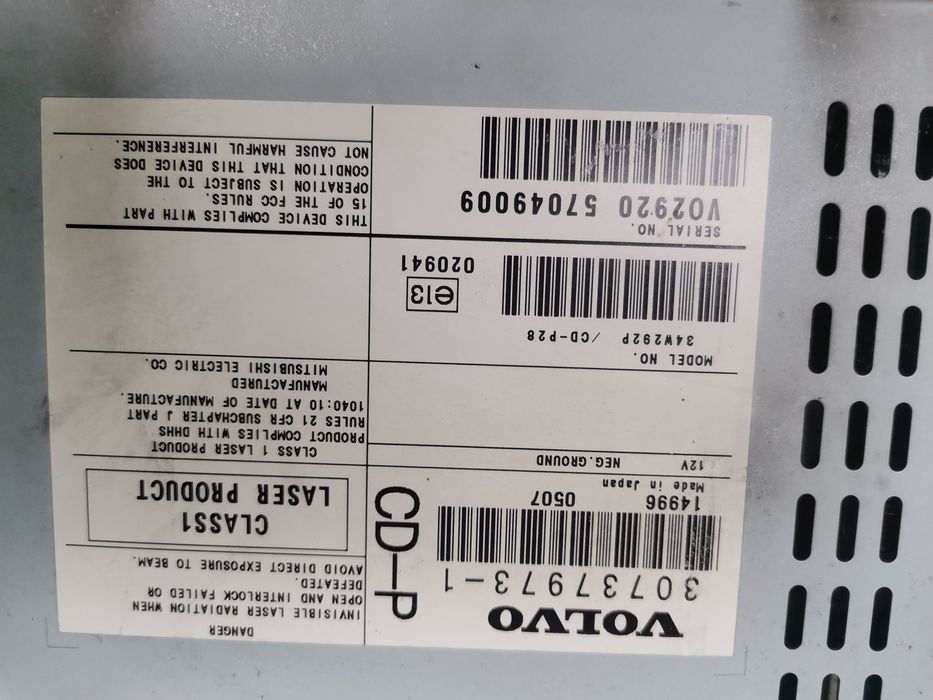 VOLVO
30737973-1
CD-P
14996 0507
Made in Japan
12V NEG.GROUND
MODEL NO.
34W292P /CD-P28
e13
020941
SERIAL NO.
VO2920 57049009
DANGER
INVISIBLE LASER RADIATION WHEN
OPEN AND INTERLOCK FAILED OR
DEFEATED.
AVOID DIRECT EXPOSURE TO BEAM.
CLASS1
LASER PRODUCT
CLASS 1 LASER PRODUCT
PRODUCT COMPLIES WITH DHHS
RULES 21 CFR SUBCHAPTER J PART
1040:10 AT DATE OF MANUFACTURE.
MANUFACTURED
MITSUBISHI ELECTRIC CO.
THIS DEVICE COMPLIES WITH PART
15 OF THE FCC RULES.
OPERATION IS SUBJECT TO THE
CONDITION THAT THIS DEVICE DOES
NOT CAUSE HARMFUL INTERFERENCE.